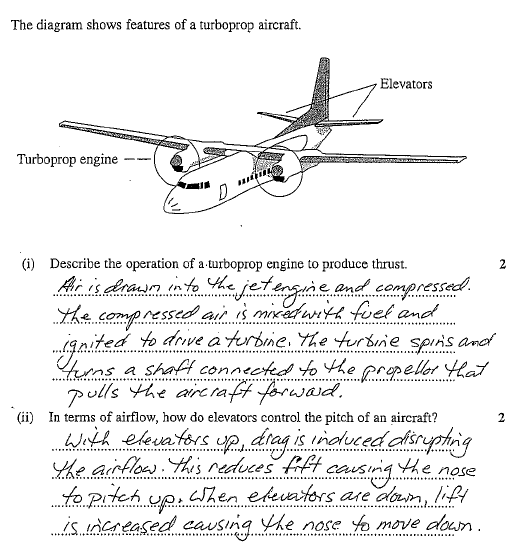 The diagram shows features of a turboprop aircraft.
Elevators
Turboprop engine
(i) Describe the operation of a turboprop engine to produce thrust. 2
Air is drawn into the jet engine and compressed.
The compressed air is mixed with fuel and
ignited to drive a turbine. The turbine spins and
turns a shaft connected to the propellor that
pulls the aircraft forward.
(ii) In terms of airflow, how do elevators control the pitch of an aircraft? 2
With elevators up, drag is induced disrupting
the airflow. This reduces lift causing the nose
to pitch up. When elevators are down, lift
is increased causing the nose to move down.